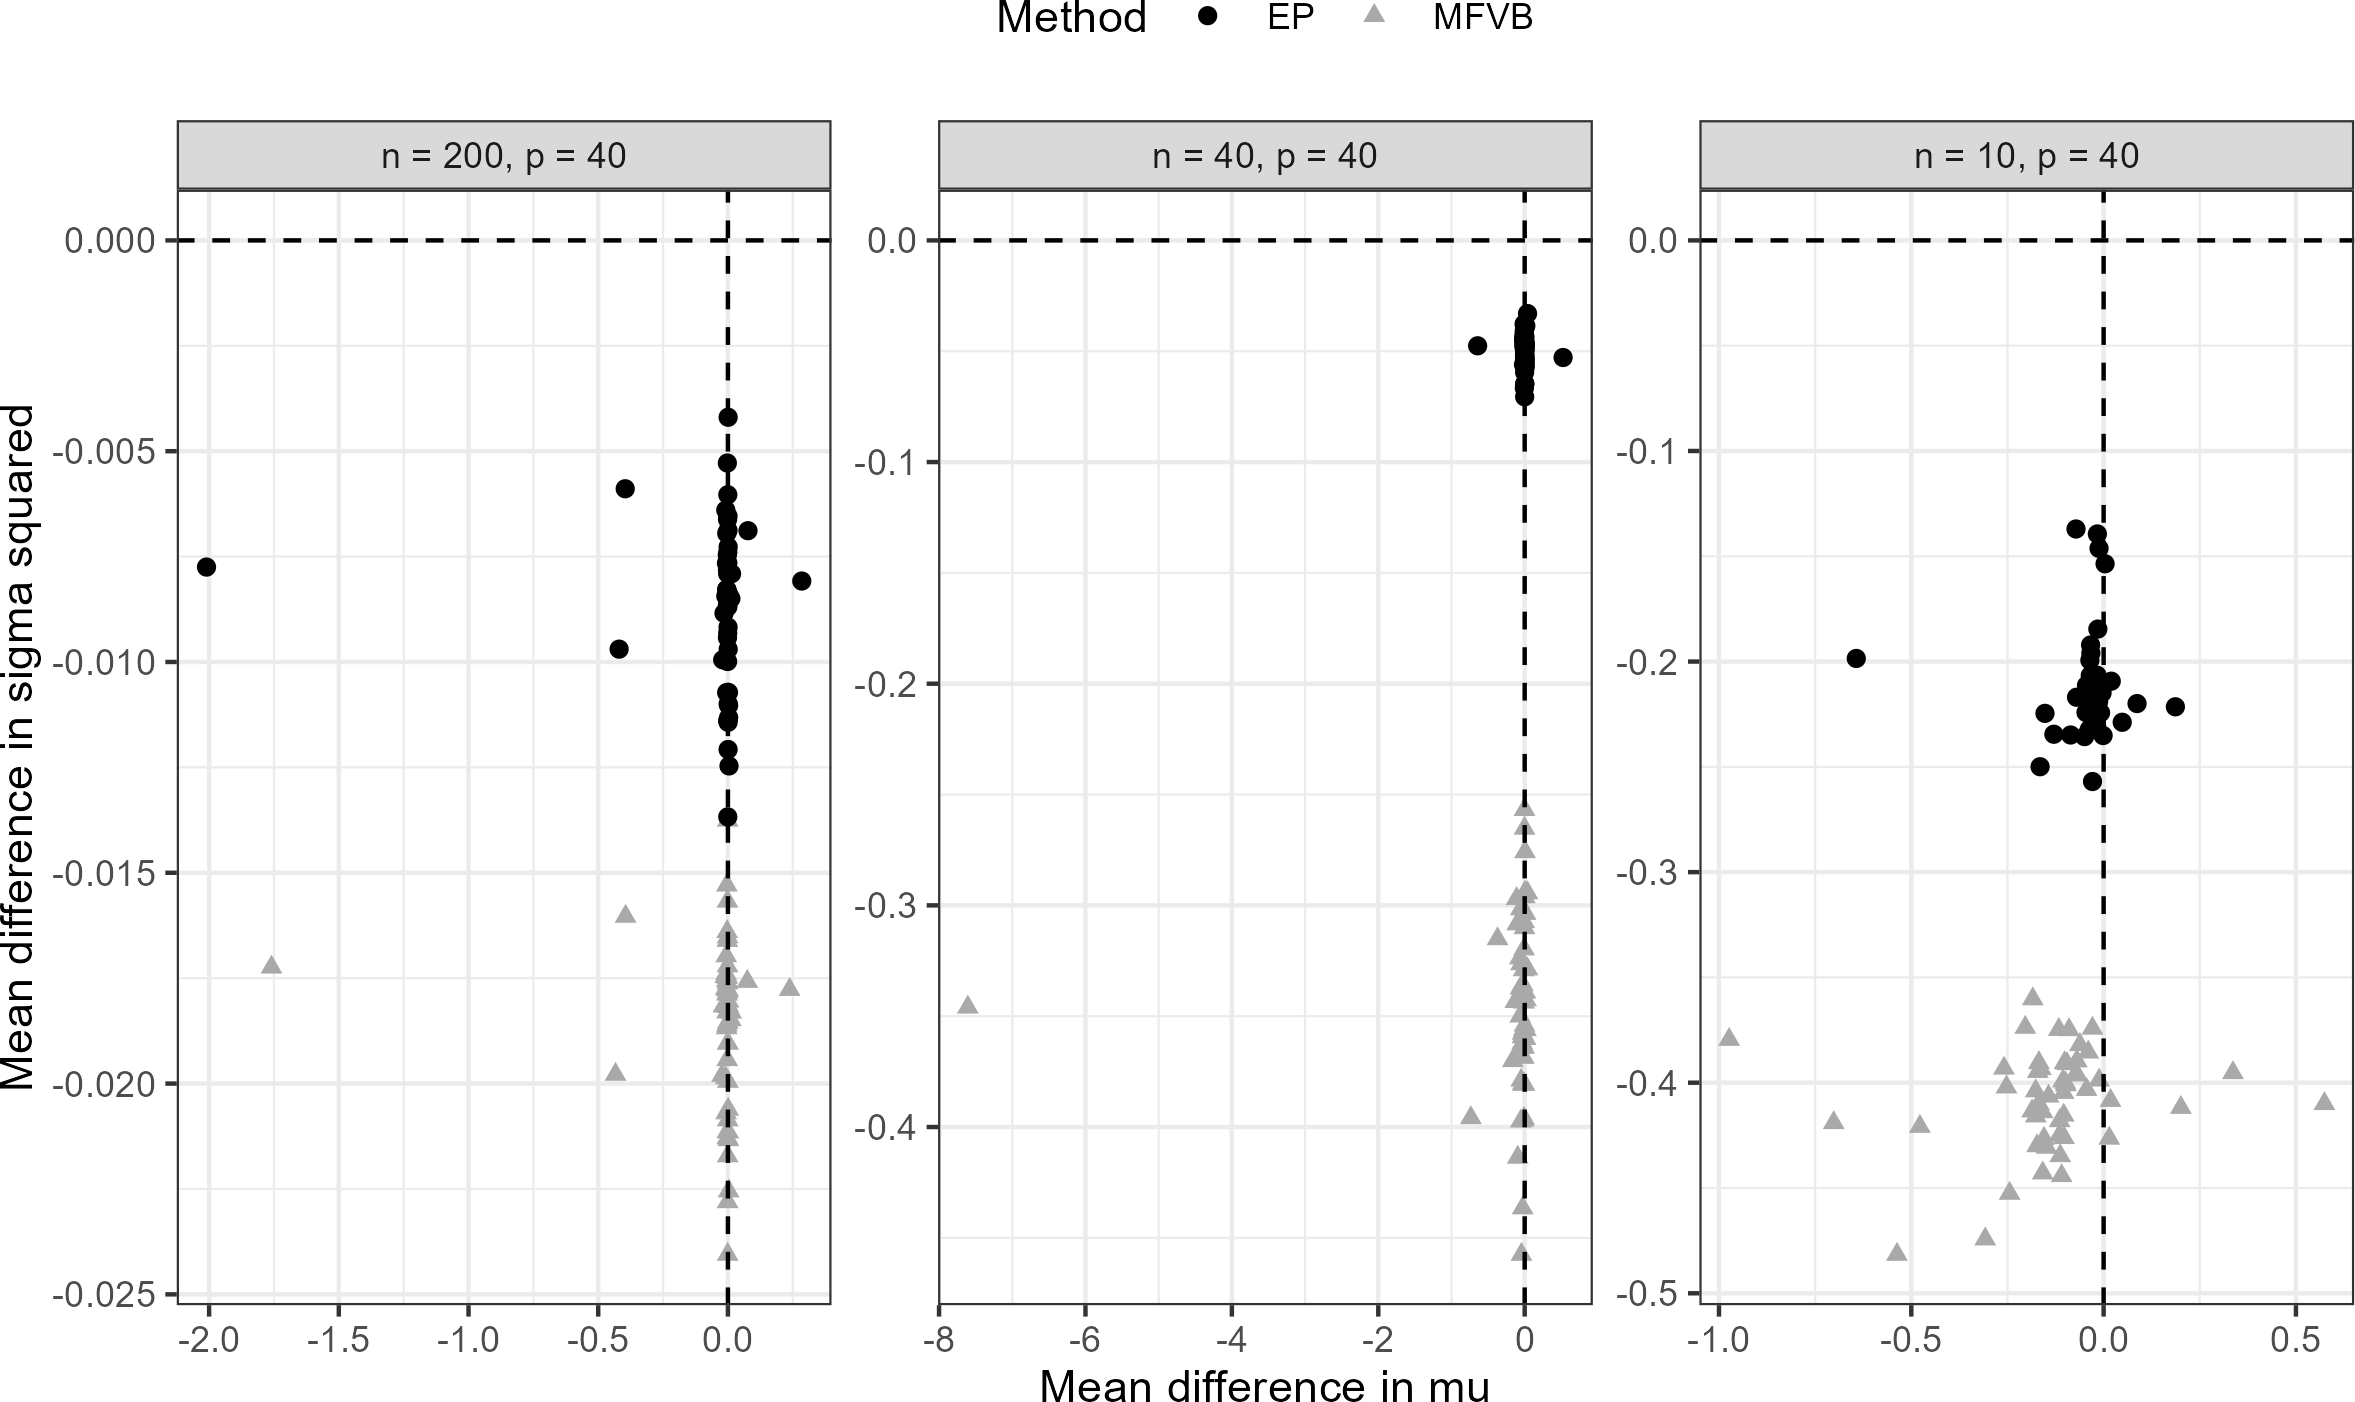 Method EP MFVB
n = 200, p = 40
n = 40, p = 40
n = 10, p = 40
Mean difference in sigma squared
0.000
-0.005
-0.010
-0.015
-0.020
-0.025
0.0
-0.1
-0.2
-0.3
-0.4
0.0
-0.1
-0.2
-0.3
-0.4
-0.5
-2.0 -1.5 -1.0 -0.5 0.0
-8 -6 -4 -2 0
-1.0 -0.5 0.0 0.5
Mean difference in mu